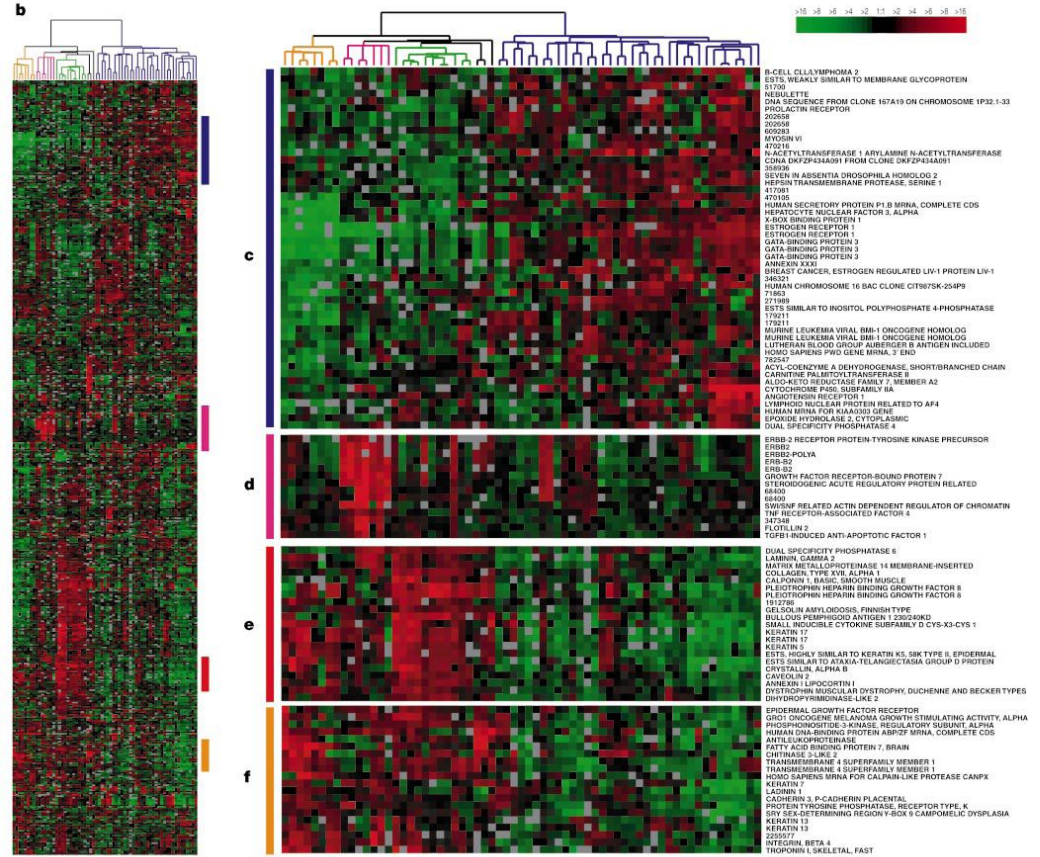 b
>16 >8 >6 >4 >2 1:1 >2 >4 >6 >8 >16
c
B-CELL CLL/LYMPHOMA 2
ESTS, WEAKLY SIMILAR TO MEMBRANE GLYCOPROTEIN
51700
NEBULETTE
DNA SEQUENCE FROM CLONE 167A19 ON CHROMOSOME 1P32.1-33
PROLACTIN RECEPTOR
202658
202658
609283
MYOSIN VI
470216
N-ACETYLTRANSFERASE 1 ARYLAMINE N-ACETYLTRANSFERASE
CDNA DKFZP434A091 FROM CLONE DKFZP434A091
358936
SEVEN IN ABSENTIA DROSOPHILA HOMOLOG 2
HEPSIN TRANSMEMBRANE PROTEASE, SERINE 1
417081
470105
HUMAN SECRETORY PROTEIN P1.B MRNA, COMPLETE CDS
HEPATOCYTE NUCLEAR FACTOR 3, ALPHA
X-BOX BINDING PROTEIN 1
ESTROGEN RECEPTOR 1
ESTROGEN RECEPTOR 1
GATA-BINDING PROTEIN 3
GATA-BINDING PROTEIN 3
GATA-BINDING PROTEIN 3
ANNEXIN XXXI
BREAST CANCER, ESTROGEN REGULATED LIV-1 PROTEIN LIV-1
346321
HUMAN CHROMOSOME 16 BAC CLONE CIT987SK-254P9
71863
271989
ESTS SIMILAR TO INOSITOL POLYPHOSPHATE 4-PHOSPHATASE
179211
179211
MURINE LEUKEMIA VIRAL BMI-1 ONCOGENE HOMOLOG
MURINE LEUKEMIA VIRAL BMI-1 ONCOGENE HOMOLOG
LUTHERAN BLOOD GROUP AUBERGER B ANTIGEN INCLUDED
HOMO SAPIENS PWD GENE MRNA, 3' END
782547
ACYL-COENZYME A DEHYDROGENASE, SHORT/BRANCHED CHAIN
CARNITINE PALMITOYLTRANSFERASE II
ALDO-KETO REDUCTASE FAMILY 7, MEMBER A2
CYTOCHROME P450, SUBFAMILY IIA
ANGIOTENSIN RECEPTOR 1
LYMPHOID NUCLEAR PROTEIN RELATED TO AF4
HUMAN MRNA FOR KIAA0303 GENE
EPOXIDE HYDROLASE 2, CYTOPLASMIC
DUAL SPECIFICITY PHOSPHATASE 4
d
ERBB-2 RECEPTOR PROTEIN-TYROSINE KINASE PRECURSOR
ERBB2
ERBB2-POLYA
ERB-B2
ERB-B2
GROWTH FACTOR RECEPTOR-BOUND PROTEIN 7
STEROIDOGENIC ACUTE REGULATORY PROTEIN RELATED
68400
68400
SWI/SNF RELATED ACTIN DEPENDENT REGULATOR OF CHROMATIN
TNF RECEPTOR-ASSOCIATED FACTOR 4
347348
FLOTILLIN 2
TGFB1-INDUCED ANTI-APOPTOTIC FACTOR 1
e
DUAL SPECIFICITY PHOSPHATASE 6
LAMININ, GAMMA 2
MATRIX METALLOPROTEINASE 14 MEMBRANE-INSERTED
COLLAGEN, TYPE XVII, ALPHA 1
CALPONIN 1, BASIC, SMOOTH MUSCLE
PLEIOTROPHIN HEPARIN BINDING GROWTH FACTOR 8
PLEIOTROPHIN HEPARIN BINDING GROWTH FACTOR 8
1912786
GELSOLIN AMYLOIDOSIS, FINNISH TYPE
BULLOUS PEMPHIGOID ANTIGEN 1 230/240KD
SMALL INDUCIBLE CYTOKINE SUBFAMILY D CYS-X3-CYS 1
KERATIN 17
KERATIN 17
KERATIN 5
ESTS, HIGHLY SIMILAR TO KERATIN K5, 58K TYPE II, EPIDERMAL
ESTS SIMILAR TO ATAXIA-TELANGIECTASIA GROUP D PROTEIN
CRYSTALLIN, ALPHA B
CAVEOLIN 2
ANNEXIN I LIPOCORTIN I
DYSTROPHIN MUSCULAR DYSTROPHY, DUCHENNE AND BECKER TYPES
DIHYDROPYRIMIDINASE-LIKE 2
f
EPIDERMAL GROWTH FACTOR RECEPTOR
GRO1 ONCOGENE MELANOMA GROWTH STIMULATING ACTIVITY, ALPHA
PHOSPHOINOSITIDE-3-KINASE, REGULATORY SUBUNIT, ALPHA
HUMAN DNA-BINDING PROTEIN ABP/ZF MRNA, COMPLETE CDS
ANTILEUKOPROTEINASE
FATTY ACID BINDING PROTEIN 7, BRAIN
CHITINASE 3-LIKE 2
TRANSMEMBRANE 4 SUPERFAMILY MEMBER 1
TRANSMEMBRANE 4 SUPERFAMILY MEMBER 1
HOMO SAPIENS MRNA FOR CALPAIN-LIKE PROTEASE CANPX
KERATIN 7
LADININ 1
CADHERIN 3, P-CADHERIN PLACENTAL
PROTEIN TYROSINE PHOSPHATASE, RECEPTOR TYPE, K
SRY SEX-DETERMINING REGION Y-BOX 9 CAMPOMELIC DYSPLASIA
KERATIN 13
KERATIN 13
2255577
INTEGRIN, BETA 4
TROPONIN I, SKELETAL, FAST